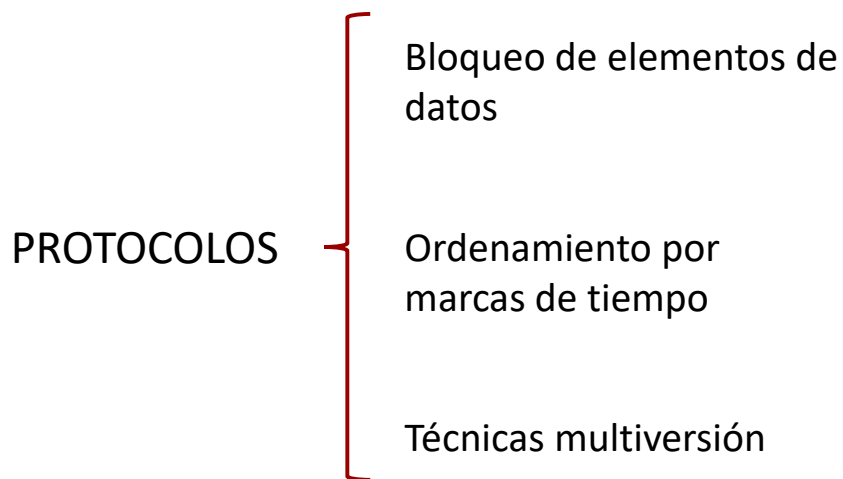 Bloqueo de elementos de
datos
PROTOCOLOS
Ordenamiento por
marcas de tiempo
Técnicas multiversión